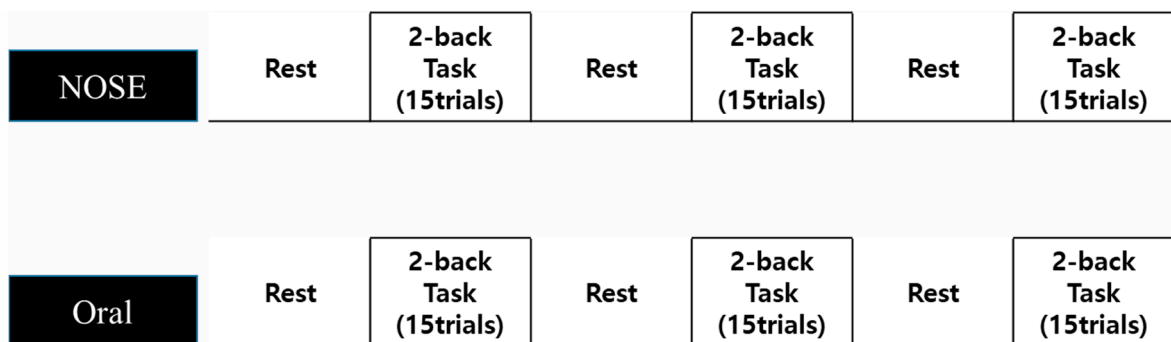 NOSE
Rest
2-back
Task
(15trials)
Rest
2-back
Task
(15trials)
Rest
2-back
Task
(15trials)
Oral
Rest
2-back
Task
(15trials)
Rest
2-back
Task
(15trials)
Rest
2-back
Task
(15trials)